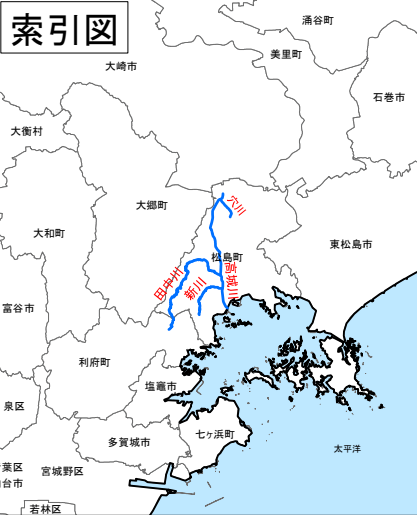 索引図
涌谷町
美里町
大崎市
石巻市
大衡村
穴川
大郷町
大和町
東松島市
松島町
高城川
田中川
新川
富谷市
利府町
塩竈市
泉区
七ヶ浜町
多賀城市
太平洋
葉区
宮城野区
台市
若林区